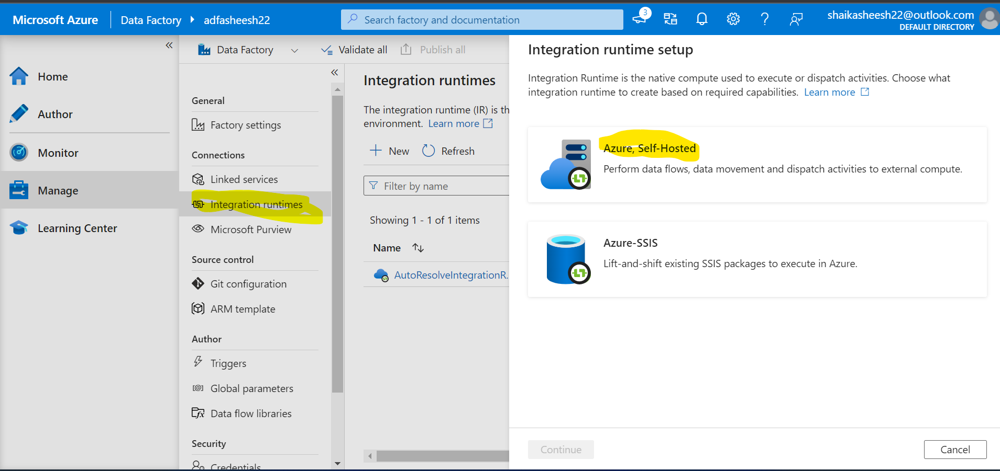 Microsoft Azure
Data Factory
adfasheesh22
Search factory and documentation
3
shaikasheesh22@outlook.com
DEFAULT DIRECTORY
Home
Author
Monitor
Manage
Learning Center
Data Factory
Validate all
Publish all
General
Factory settings
Connections
Linked services
Integration runtimes
Microsoft Purview
Source control
Git configuration
ARM template
Author
Triggers
Global parameters
Data flow libraries
Security
Credentials
Integration runtimes
The integration runtime (IR) is th
environment. Learn more
New
Refresh
Filter by name
Showing 1 - 1 of 1 items
Name
AutoResolveIntegrationR.
Integration runtime setup
Integration Runtime is the native compute used to execute or dispatch activities. Choose what
integration runtime to create based on required capabilities. Learn more
Azure, Self-Hosted
Perform data flows, data movement and dispatch activities to external compute.
Azure-SSIS
Lift-and-shift existing SSIS packages to execute in Azure.
Continue
Cancel